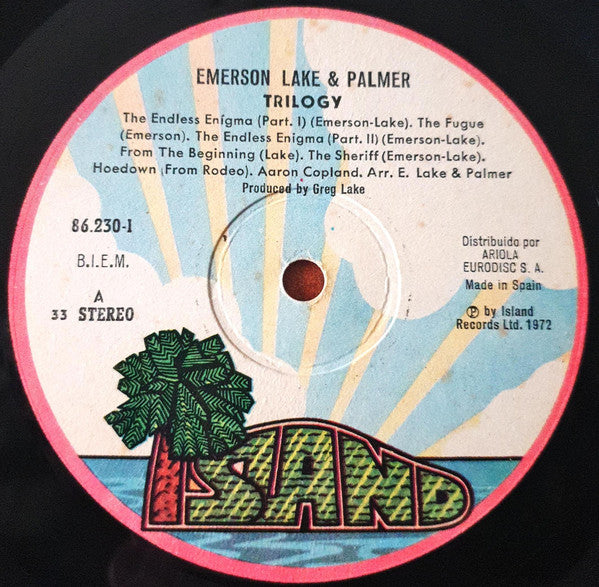 EMERSON LAKE & PALMER
TRILOGY
The Endless Enigma (Part. I) (Emerson-Lake). The Fugue
(Emerson). The Endless Enigma (Part. II) (Emerson-Lake).
From The Beginning (Lake). The Sheriff (Emerson-Lake).
Hoedown (From Rodeo). Aaron Copland. Arr. E. Lake & Palmer
Produced by Greg Lake
86.230-I
B.I.E.M.
A
33 STEREO
Distribuido por
ARIOLA
EURODISC S. A.
Made in Spain
℗ by Island
Records Ltd. 1972
ISLAND